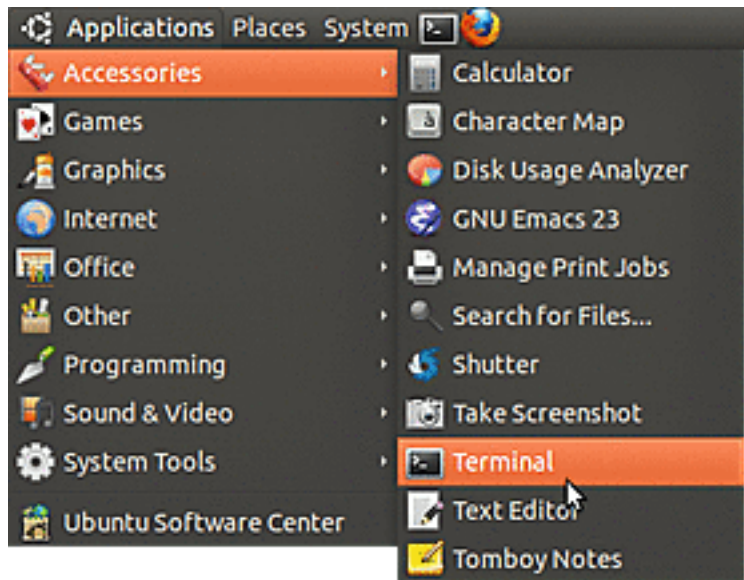 Applications Places System
Accessories
Games
Graphics
Internet
Office
Other
Programming
Sound & Video
System Tools
Ubuntu Software Center
Calculator
Character Map
Disk Usage Analyzer
GNU Emacs 23
Manage Print Jobs
Search for Files...
Shutter
Take Screenshot
Terminal
Text Editor
Tomboy Notes